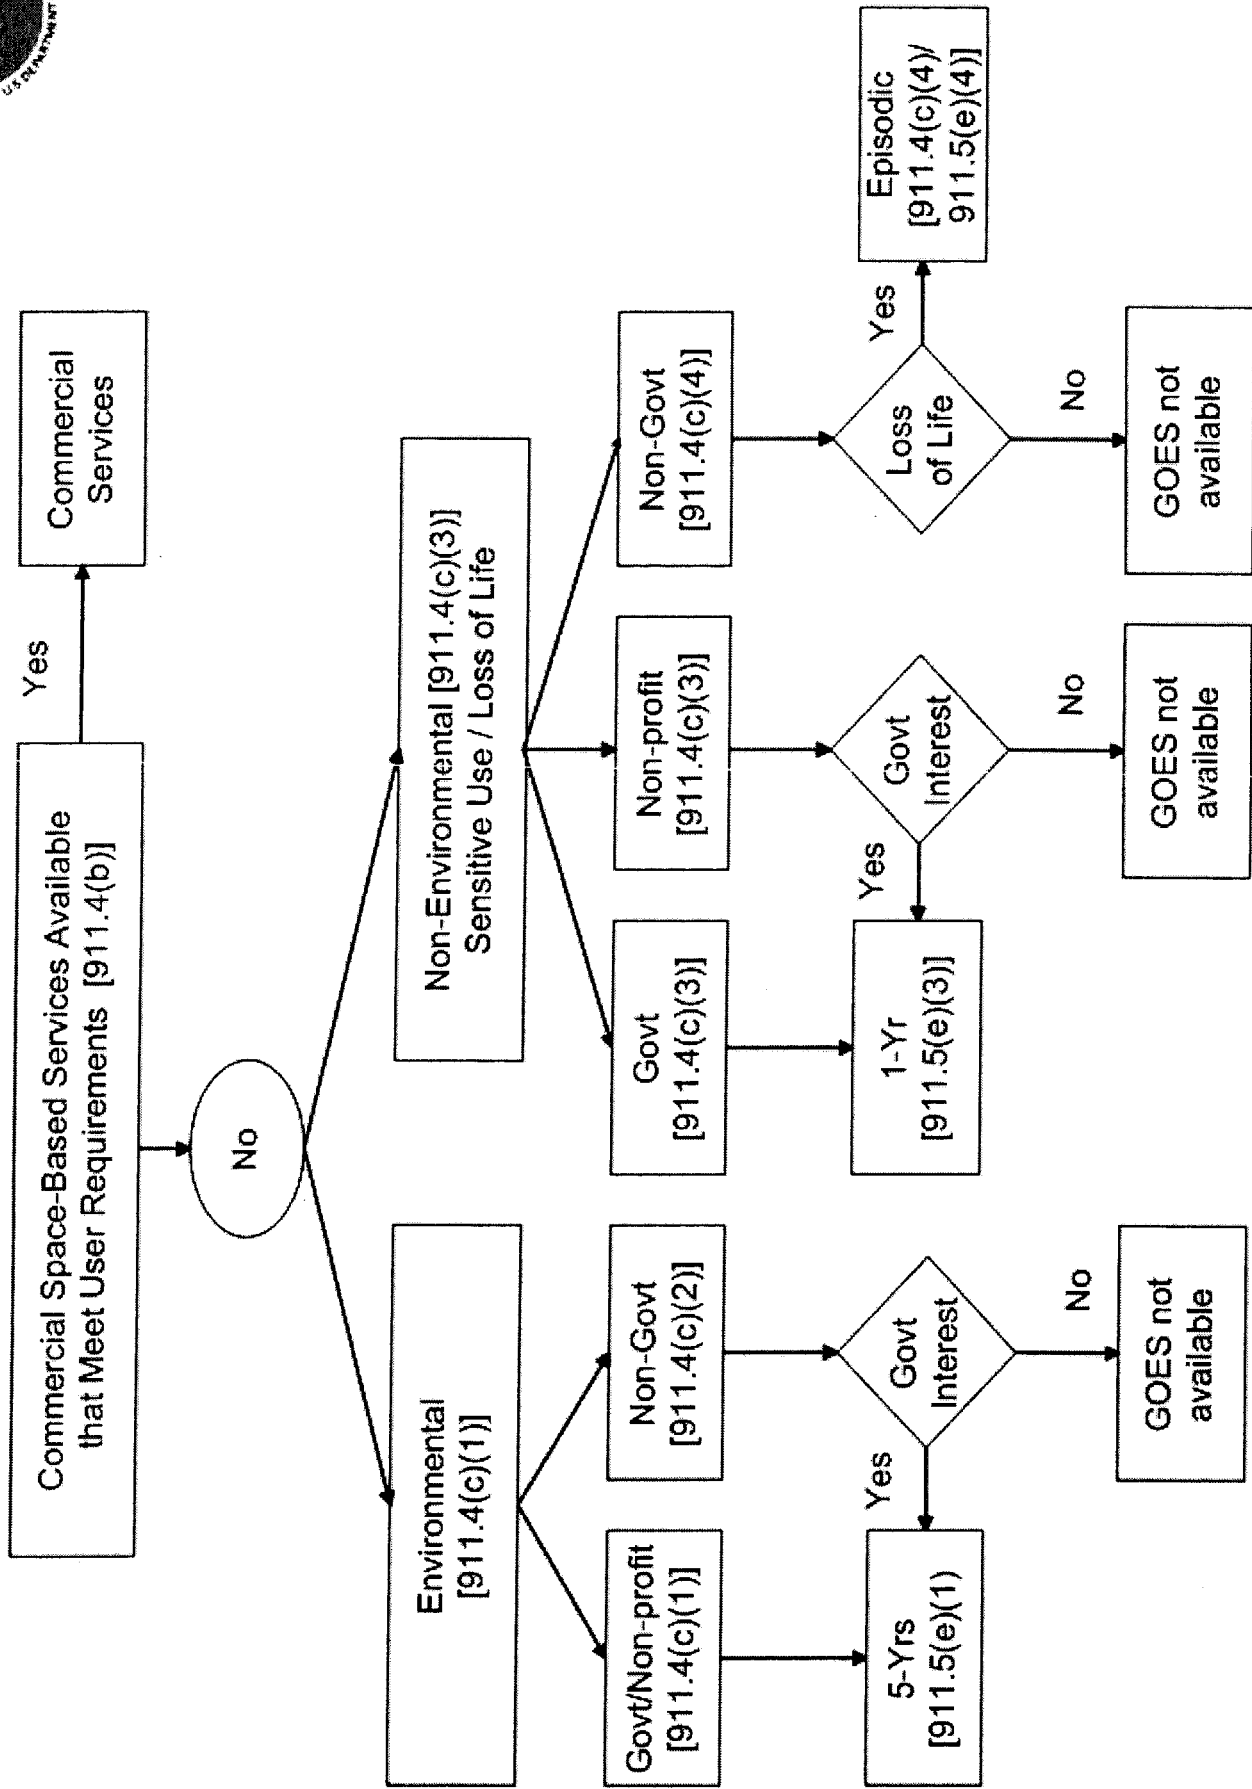 U.S. DEPARTMENT
Commercial Space-Based Services Available
that Meet User Requirements [911.4(b)]
Yes
Commercial
Services
No
Environmental
[911.4(c)(1)]
Non-Environmental [911.4(c)(3)]
Sensitive Use / Loss of Life
Govt/Non-profit
[911.4(c)(1)]
Non-Govt
[911.4(c)(2)]
Govt
[911.4(c)(3)]
Non-profit
[911.4(c)(3)]
Non-Govt
[911.4(c)(4)]
5-Yrs
[911.5(e)(1)
Yes
Govt
Interest
1-Yr
[911.5(e)(3)]
Yes
Govt
Interest
Loss
of Life
Yes
Episodic
[911.4(c)(4)/
911.5(e)(4)]
No
No
No
GOES not
available
GOES not
available
GOES not
available